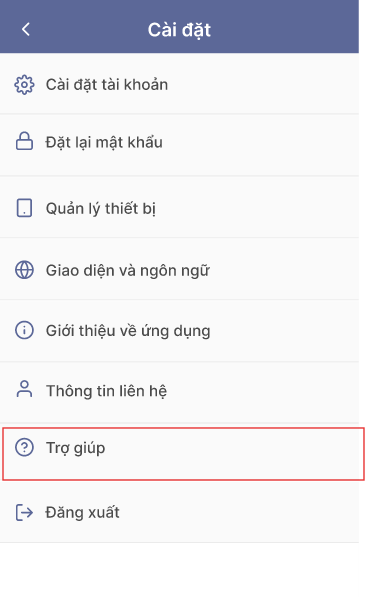 Cài đặt
Cài đặt tài khoản
Đặt lại mật khẩu
Quản lý thiết bị
Giao diện và ngôn ngữ
Giới thiệu về ứng dụng
Thông tin liên hệ
Trợ giúp
Đăng xuất